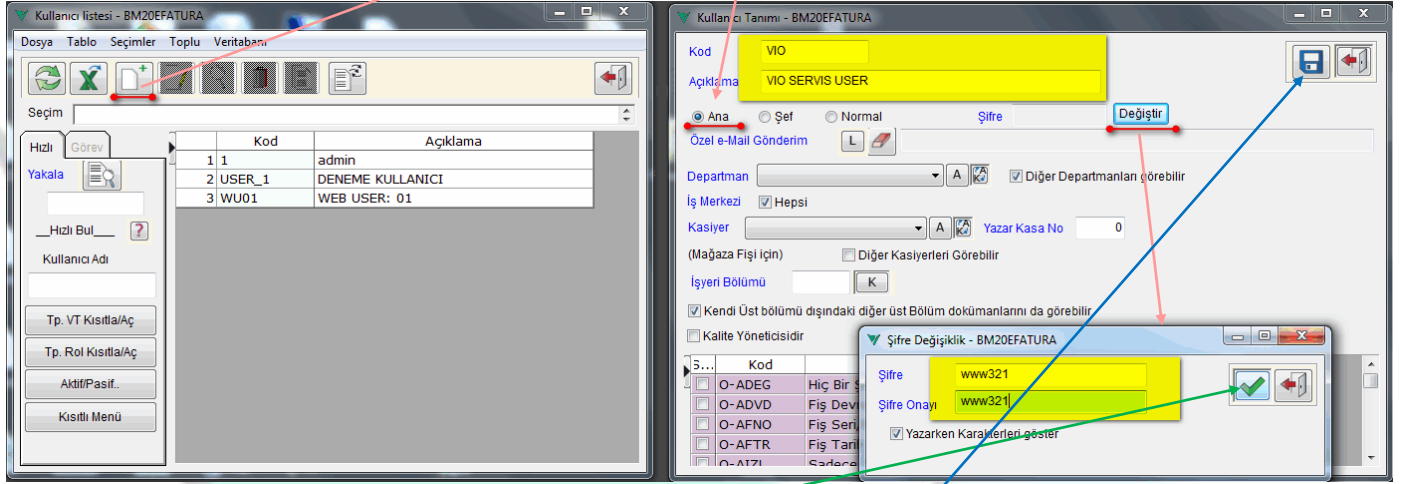 Kullanıcı listesi - BM20EFATURA
Dosya Tablo Seçimler Toplu Veritabanı
Seçim
Hızlı Görev
Yakala
__Hızlı Bul___ ?
Kullanıcı Adı
Tp. VT Kısıtla/Aç
Tp. Rol Kısıtla/Aç
Aktif/Pasif..
Kısıtlı Menü
Kod Açıklama
1 1 admin
2 USER_1 DENEME KULLANICI
3 WU01 WEB USER: 01
Kullanıcı Tanımı - BM20EFATURA
Kod VIO
Açıklama VIO SERVIS USER
Ana Şef Normal Şifre Değiştir
Özel e-Mail Gönderim L
Departman A Diğer Departmanları görebilir
İş Merkezi Hepsi
Kasiyer A Yazar Kasa No 0
(Mağaza Fişi için) Diğer Kasiyerleri Görebilir
İşyeri Bölümü K
Kendi Üst bölümü dışındaki diğer üst Bölüm dokümanlarını da görebilir
Kalite Yöneticisidir
S... Kod
O-ADEG Hiç Bir
O-ADVD Fiş Dev
O-AFNO Fiş Seri
O-AFTR Fiş Tari
O-AIZL Sadece
Şifre Değişiklik - BM20EFATURA
Şifre www321
Şifre Onayı www321
Yazarken Karakterleri göster